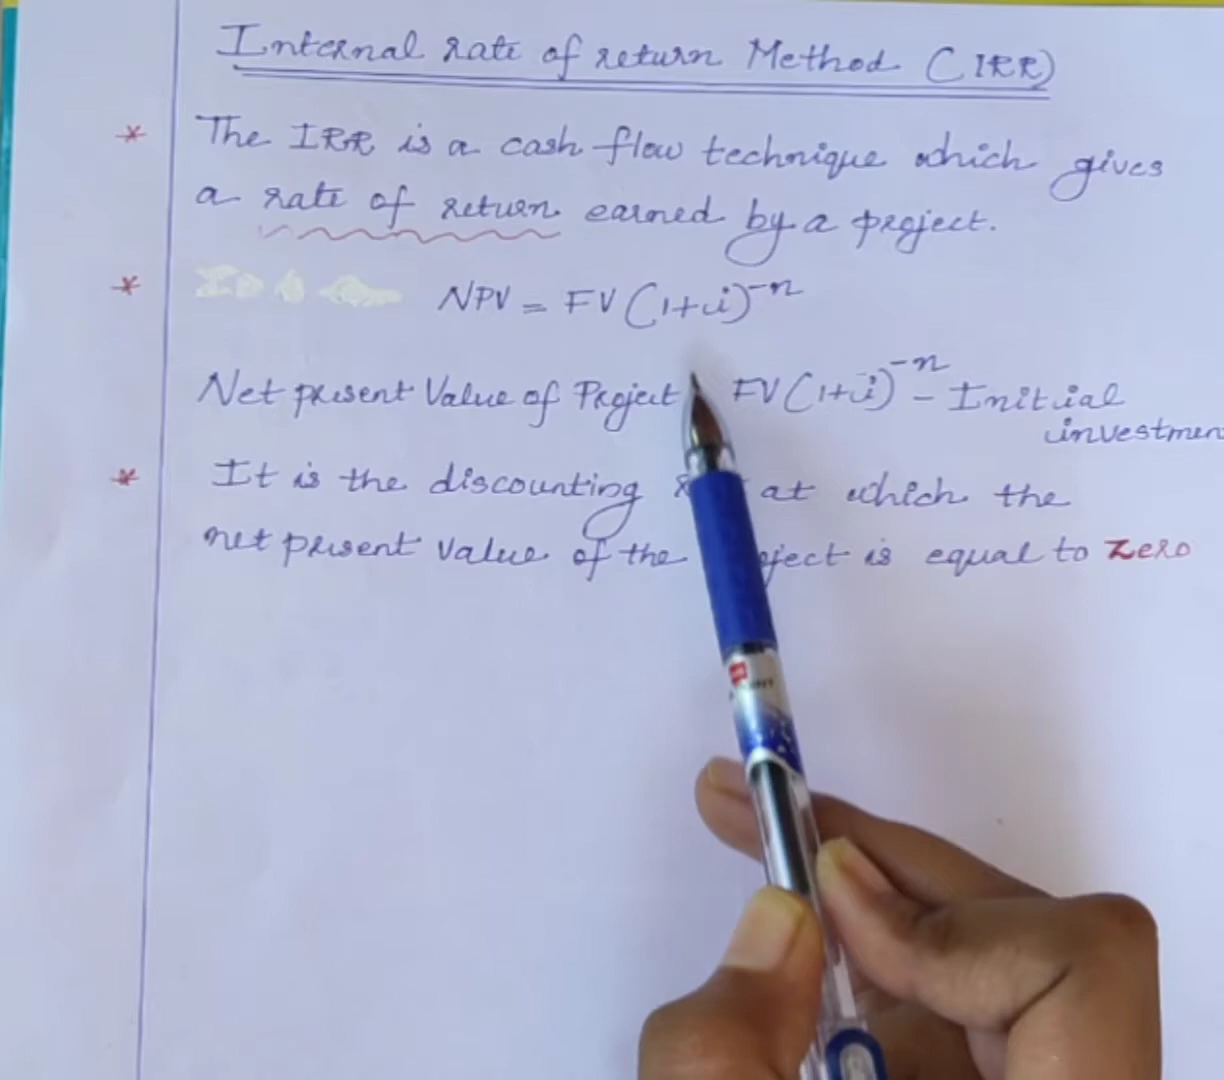 Internal rate of return Method (IRR)
* The IRR is a cash flow technique which gives
a rate of return earned by a project.
* NPV = FV (1+i)^-n
Net present Value of Project FV (1+i)^-n - Initial
investmen
* It is the discounting at which the
net present value of the oject is equal to Zero